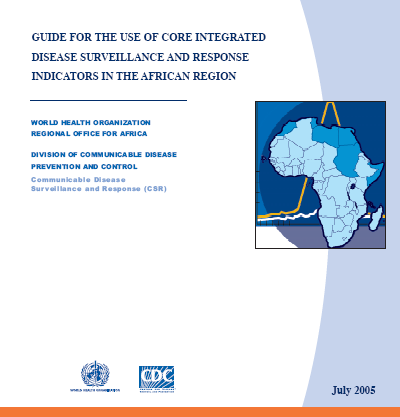 GUIDE FOR THE USE OF CORE INTEGRATED
DISEASE SURVEILLANCE AND RESPONSE
INDICATORS IN THE AFRICAN REGION
WORLD HEALTH ORGANIZATION
REGIONAL OFFICE FOR AFRICA
DIVISION OF COMMUNICABLE DISEASE
PREVENTION AND CONTROL
Communicable Disease
Surveillance and Response (CSR)
WORLD HEALTH ORGANIZATION
CDC
July 2005